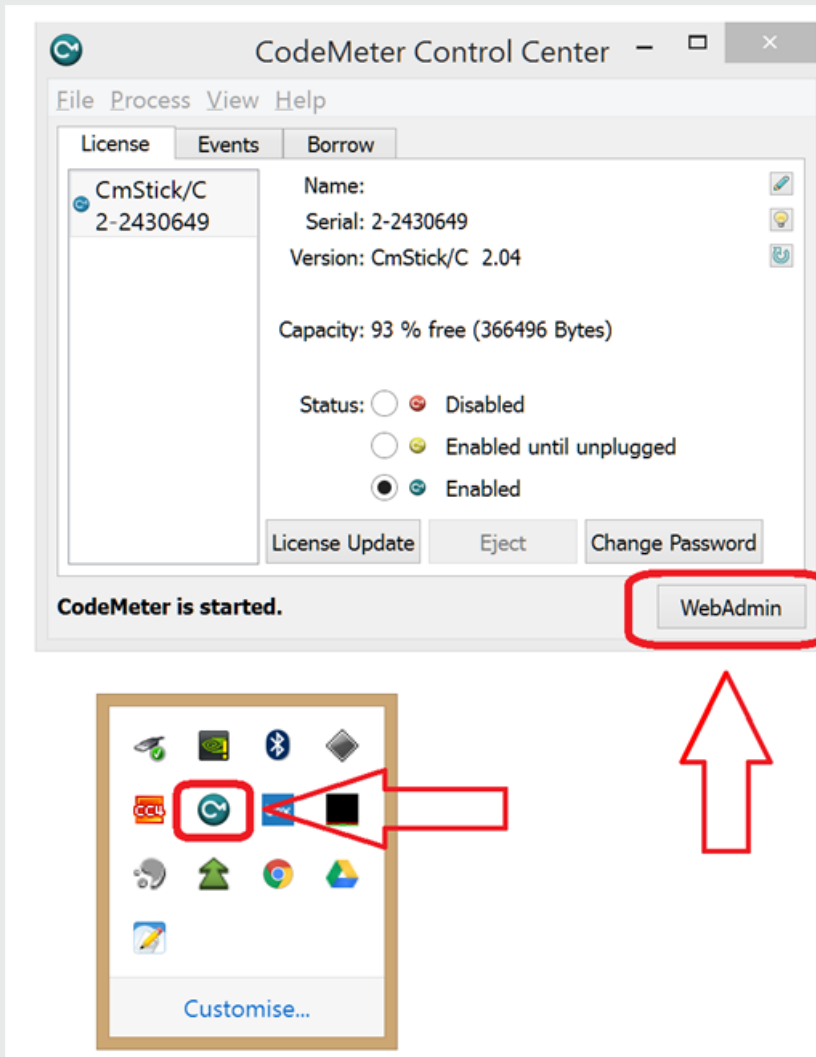 CodeMeter Control Center
File Process View Help
License Events Borrow
CmStick/C
2-2430649
Name:
Serial: 2-2430649
Version: CmStick/C 2.04
Capacity: 93 % free (366496 Bytes)
Status: Disabled
Enabled until unplugged
Enabled
License Update Eject Change Password
CodeMeter is started.
WebAdmin
CC4
Customise...